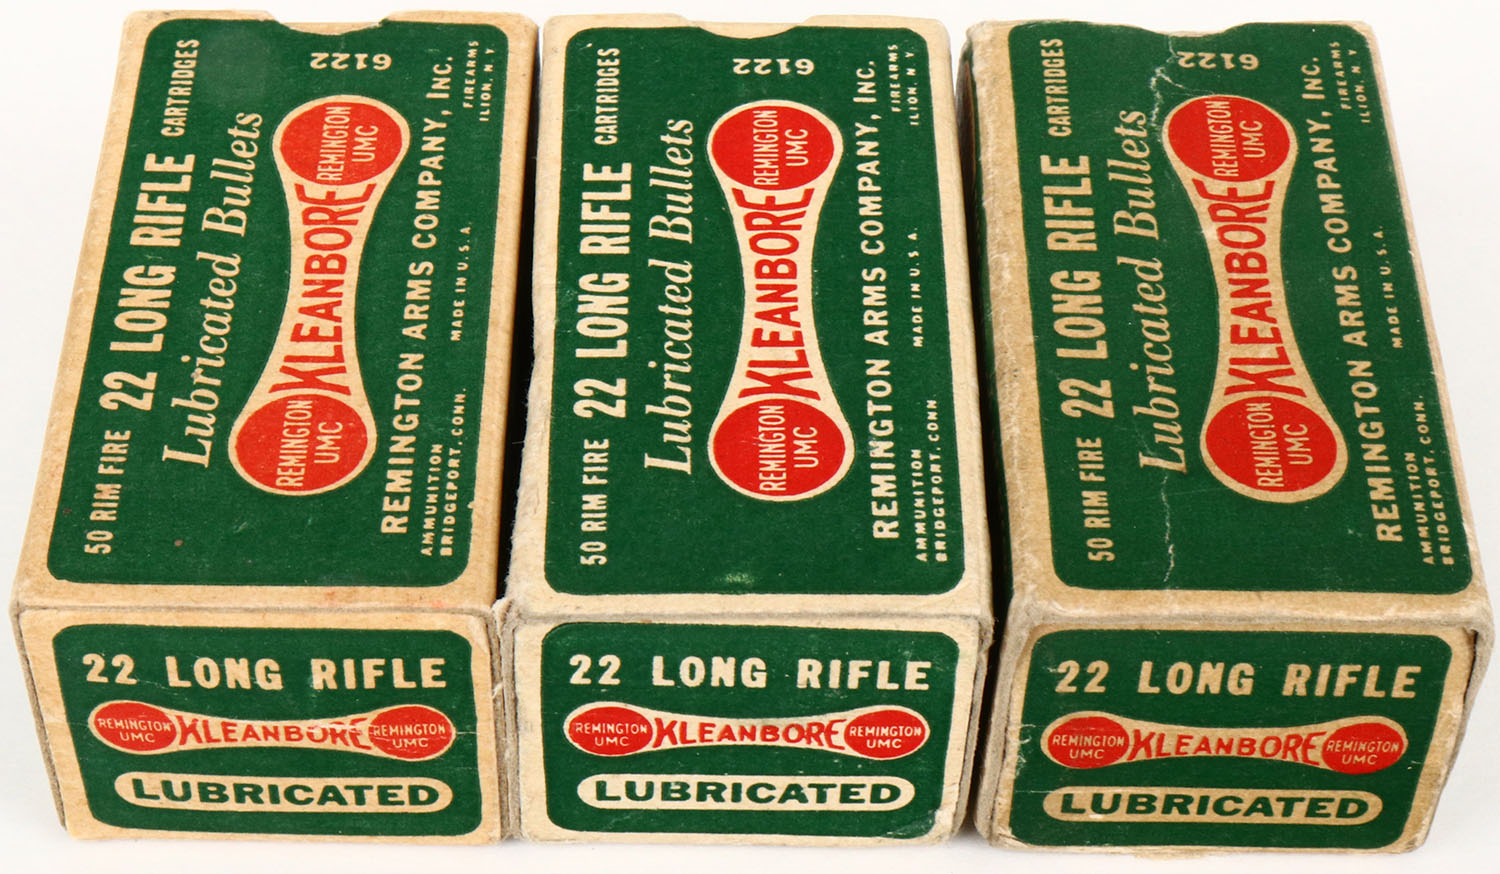 6122
50 RIM FIRE 22 LONG RIFLE CARTRIDGES
Lubricated Bullets
REMINGTON
UMC
KLEANBORE
REMINGTON
UMC
REMINGTON ARMS COMPANY, INC.
AMMUNITION
BRIDGEPORT, CONN.
MADE IN U.S.A.
FIREARMS
ILION, N.Y.
22 LONG RIFLE
REMINGTON
UMC
KLEANBORE
REMINGTON
UMC
LUBRICATED
6122
50 RIM FIRE 22 LONG RIFLE CARTRIDGES
Lubricated Bullets
REMINGTON
UMC
KLEANBORE
REMINGTON
UMC
REMINGTON ARMS COMPANY, INC.
AMMUNITION
BRIDGEPORT, CONN.
MADE IN U.S.A.
FIREARMS
ILION, N.Y.
22 LONG RIFLE
REMINGTON
UMC
KLEANBORE
REMINGTON
UMC
LUBRICATED
6122
50 RIM FIRE 22 LONG RIFLE CARTRIDGES
Lubricated Bullets
REMINGTON
UMC
KLEANBORE
REMINGTON
UMC
REMINGTON ARMS COMPANY, INC.
AMMUNITION
BRIDGEPORT, CONN.
MADE IN U.S.A.
FIREARMS
ILION, N.Y.
22 LONG RIFLE
REMINGTON
UMC
KLEANBORE
REMINGTON
UMC
LUBRICATED